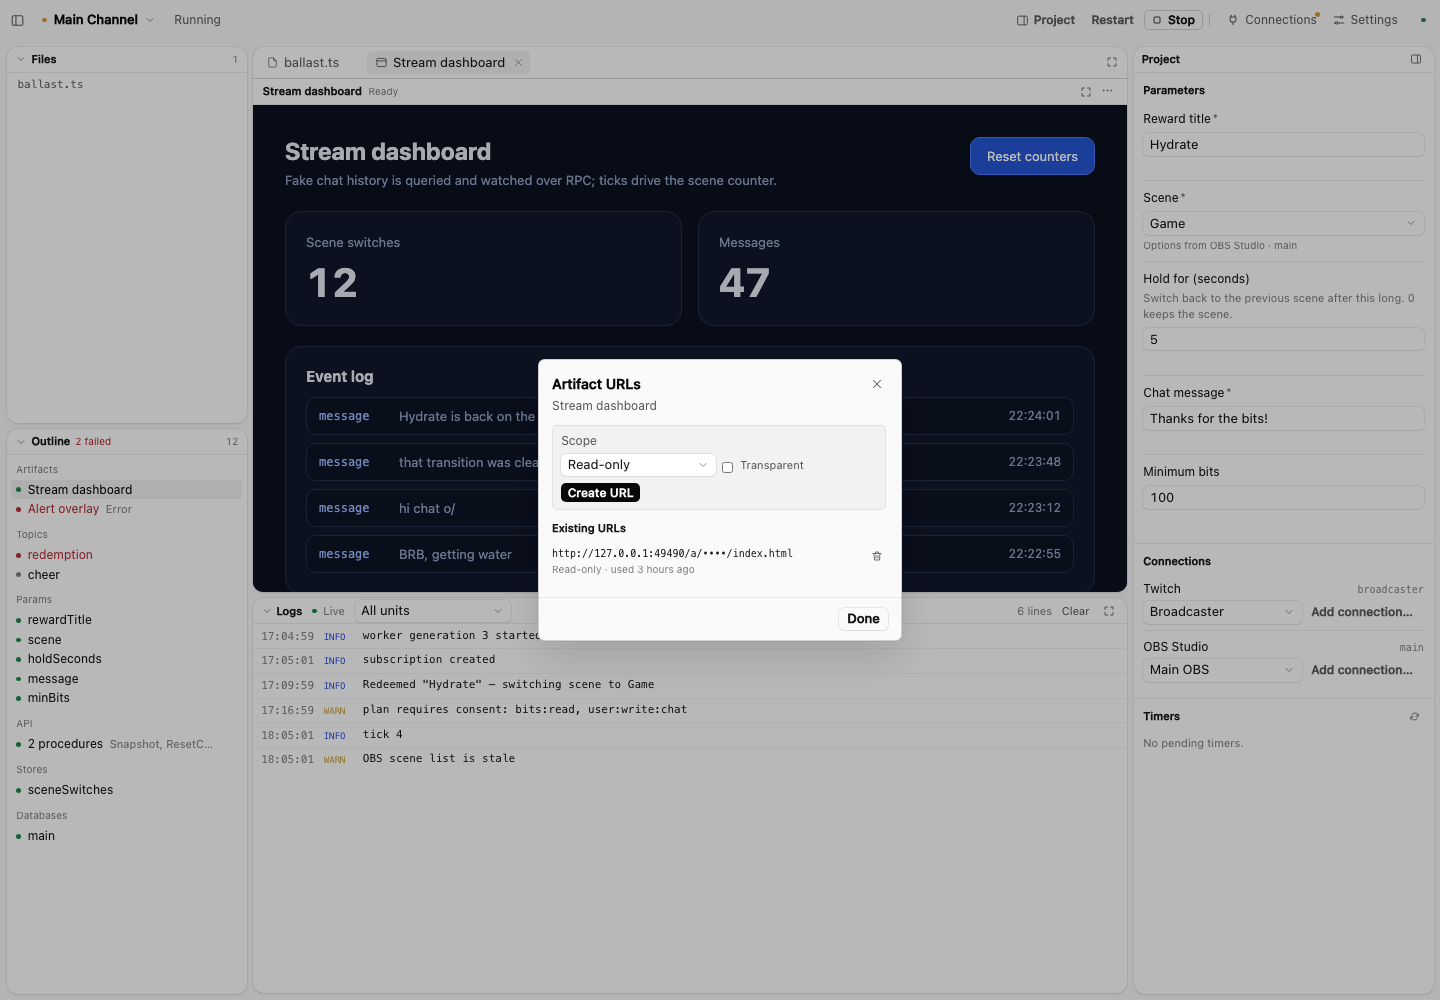 Main Channel
Running
Project
Restart
Stop
Connections
Settings
Files
1
ballast.ts
Outline
2 failed
12
Artifacts
Stream dashboard
Alert overlay Error
Topics
redemption
cheer
Params
rewardTitle
scene
holdSeconds
message
minBits
API
2 procedures Snapshot, ResetC...
Stores
sceneSwitches
Databases
main
ballast.ts
Stream dashboard
Stream dashboard Ready
Stream dashboard
Fake chat history is queried and watched over RPC; ticks drive the scene counter.
Reset counters
Scene switches
12
Messages
47
Event log
message Hydrate is back on the 22:24:01
message that transition was clea 22:23:48
message hi chat o/ 22:23:12
message BRB, getting water 22:22:55
Artifact URLs
Stream dashboard
Scope
Read-only
Transparent
Create URL
Existing URLs
http://127.0.0.1:49490/a/••••/index.html
Read-only · used 3 hours ago
Done
Logs
Live
All units
6 lines
Clear
17:04:59 INFO worker generation 3 started
17:05:01 INFO subscription created
17:09:59 INFO Redeemed "Hydrate" — switching scene to Game
17:16:59 WARN plan requires consent: bits:read, user:write:chat
18:05:01 INFO tick 4
18:05:01 WARN OBS scene list is stale
Project
Parameters
Reward title*
Hydrate
Scene*
Game
Options from OBS Studio · main
Hold for (seconds)
Switch back to the previous scene after this long. 0
keeps the scene.
5
Chat message*
Thanks for the bits!
Minimum bits
100
Connections
Twitch broadcaster
Broadcaster Add connection...
OBS Studio main
Main OBS Add connection...
Timers
No pending timers.